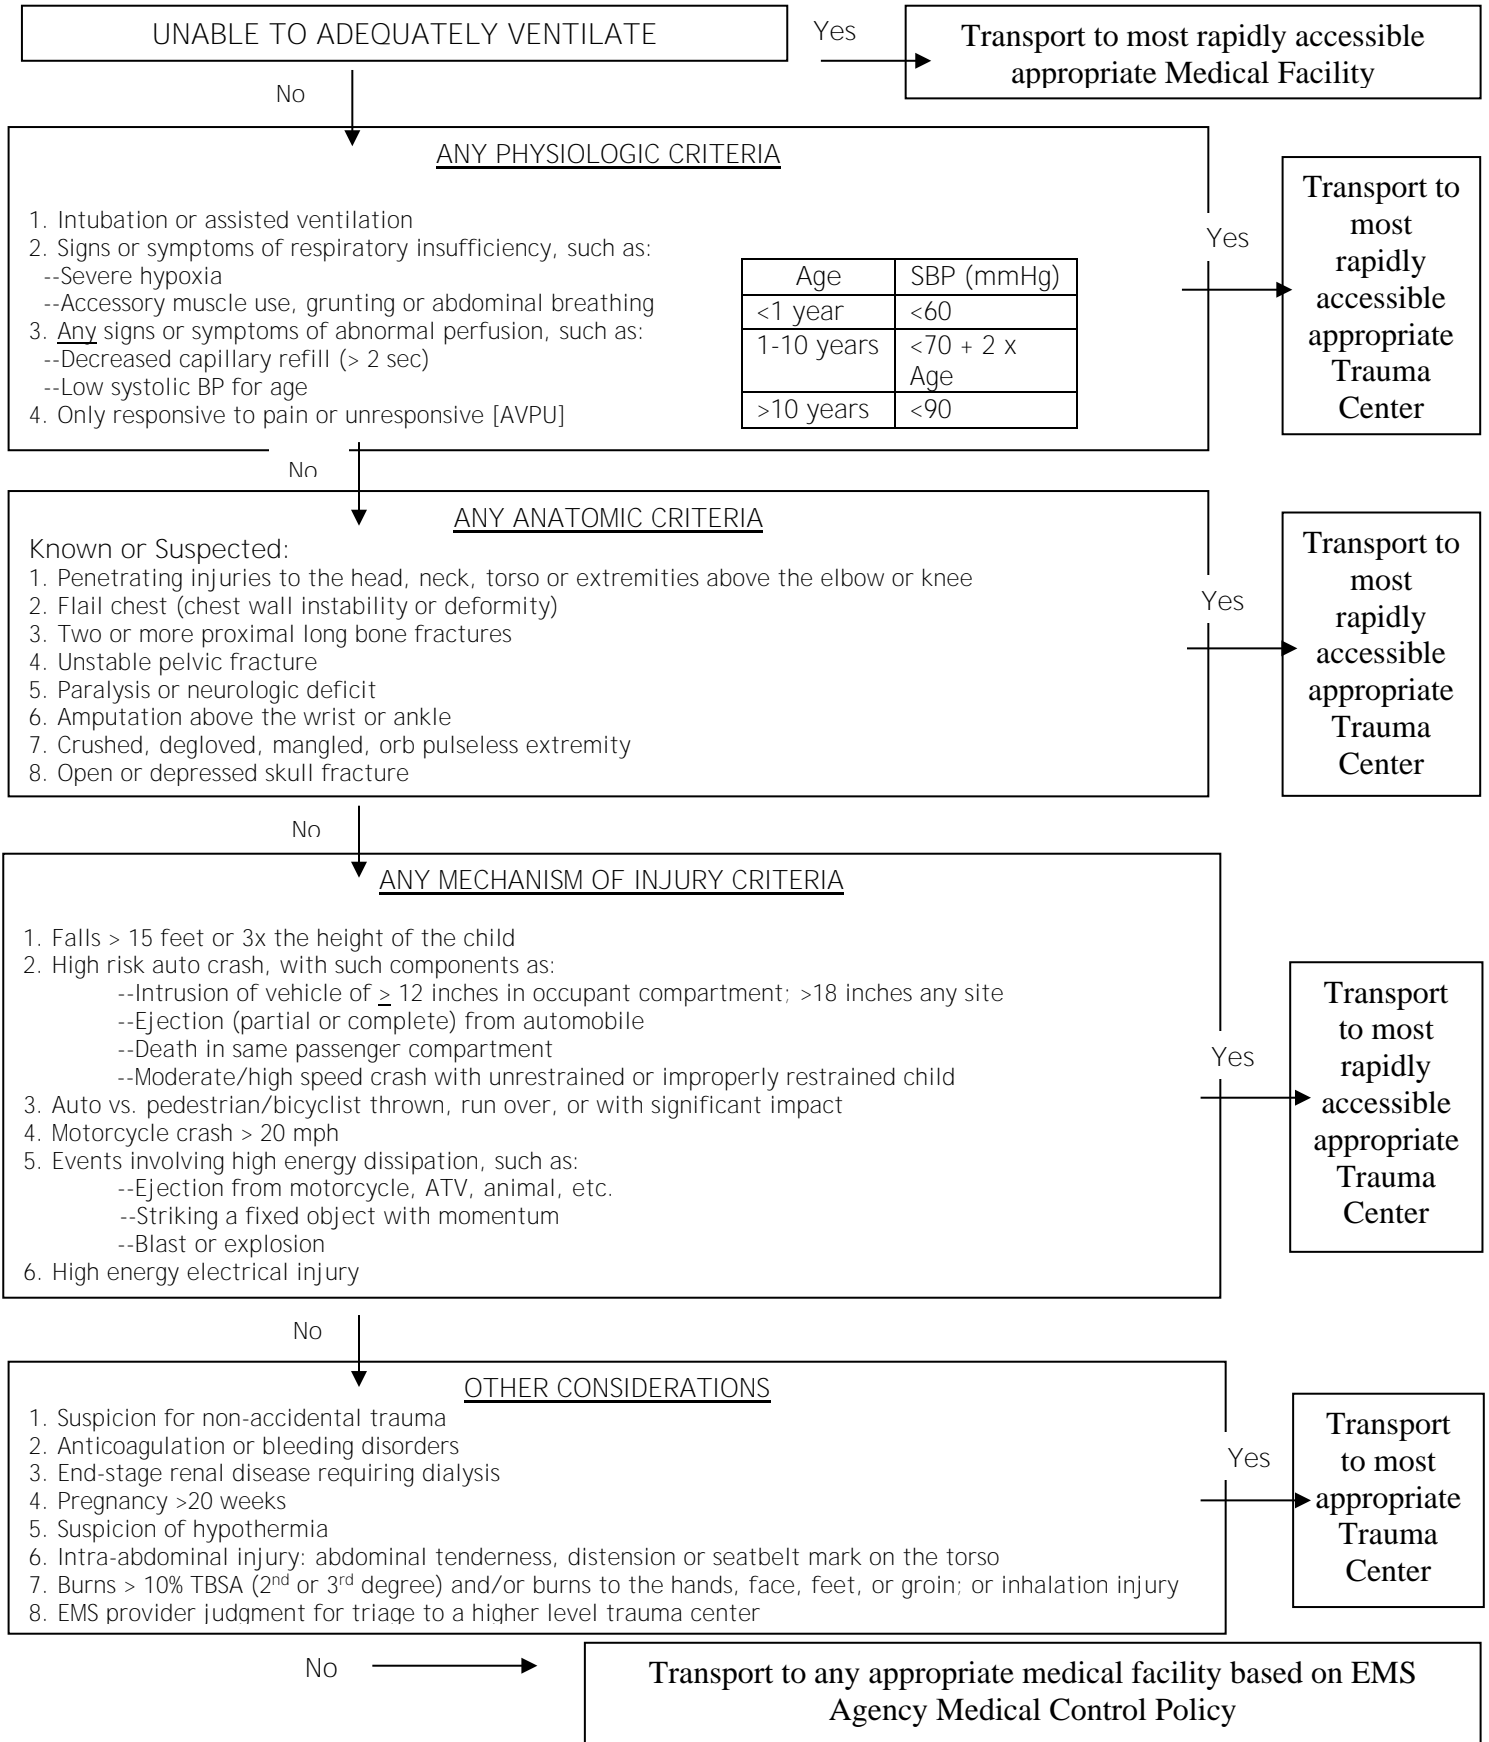 UNABLE TO ADEQUATELY VENTILATE
Yes
Transport to most rapidly accessible
appropriate Medical Facility
No
ANY PHYSIOLOGIC CRITERIA
1. Intubation or assisted ventilation
2. Signs or symptoms of respiratory insufficiency, such as:
--Severe hypoxia
--Accessory muscle use, grunting or abdominal breathing
3. Any signs or symptoms of abnormal perfusion, such as:
--Decreased capillary refill (> 2 sec)
--Low systolic BP for age
4. Only responsive to pain or unresponsive [AVPU]
Age SBP (mmHg)
<1 year <60
1-10 years <70 + 2 x
Age
>10 years <90
Yes
Transport to
most
rapidly
accessible
appropriate
Trauma
Center
No
ANY ANATOMIC CRITERIA
Known or Suspected:
1. Penetrating injuries to the head, neck, torso or extremities above the elbow or knee
2. Flail chest (chest wall instability or deformity)
3. Two or more proximal long bone fractures
4. Unstable pelvic fracture
5. Paralysis or neurologic deficit
6. Amputation above the wrist or ankle
7. Crushed, degloved, mangled, orb pulseless extremity
8. Open or depressed skull fracture
Yes
Transport to
most
rapidly
accessible
appropriate
Trauma
Center
No
ANY MECHANISM OF INJURY CRITERIA
1. Falls > 15 feet or 3x the height of the child
2. High risk auto crash, with such components as:
--Intrusion of vehicle of ≥ 12 inches in occupant compartment; >18 inches any site
--Ejection (partial or complete) from automobile
--Death in same passenger compartment
--Moderate/high speed crash with unrestrained or improperly restrained child
3. Auto vs. pedestrian/bicyclist thrown, run over, or with significant impact
4. Motorcycle crash > 20 mph
5. Events involving high energy dissipation, such as:
--Ejection from motorcycle, ATV, animal, etc.
--Striking a fixed object with momentum
--Blast or explosion
6. High energy electrical injury
Yes
Transport
to most
rapidly
accessible
appropriate
Trauma
Center
No
OTHER CONSIDERATIONS
1. Suspicion for non-accidental trauma
2. Anticoagulation or bleeding disorders
3. End-stage renal disease requiring dialysis
4. Pregnancy >20 weeks
5. Suspicion of hypothermia
6. Intra-abdominal injury: abdominal tenderness, distension or seatbelt mark on the torso
7. Burns > 10% TBSA (2nd or 3rd degree) and/or burns to the hands, face, feet, or groin; or inhalation injury
8. EMS provider judgment for triage to a higher level trauma center
Yes
Transport
to most
appropriate
Trauma
Center
No
Transport to any appropriate medical facility based on EMS
Agency Medical Control Policy